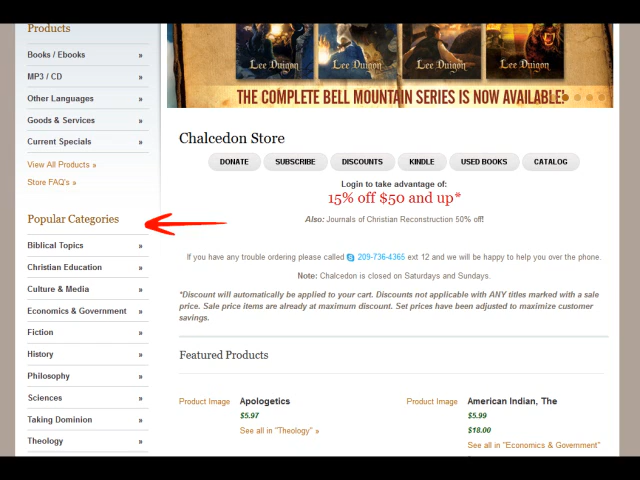 Products
Books / Ebooks »
MP3 / CD »
Other Languages »
Goods & Services »
Current Specials »
View All Products »
Store FAQ's »
Popular Categories
Biblical Topics »
Christian Education »
Culture & Media »
Economics & Government »
Fiction »
History »
Philosophy »
Sciences »
Taking Dominion »
Theology »
Lee Duigon Lee Duigon Lee Duigon Lee Duigon
THE COMPLETE BELL MOUNTAIN SERIES IS NOW AVAILABLE!
Chalcedon Store
DONATE SUBSCRIBE DISCOUNTS KINDLE USED BOOKS CATALOG
Login to take advantage of:
15% off $50 and up*
Also: Journals of Christian Reconstruction 50% off!
If you have any trouble ordering please called 209-736-4365 ext 12 and we will be happy to help you over the phone.
Note: Chalcedon is closed on Saturdays and Sundays.
*Discount will automatically be applied to your cart. Discounts not applicable with ANY titles marked with a sale
price. Sale price items are already at maximum discount. Set prices have been adjusted to maximize customer
savings.
Featured Products
Product Image Apologetics
$5.97
See all in "Theology" »
Product Image American Indian, The
$5.99
$18.00
See all in "Economics & Government"